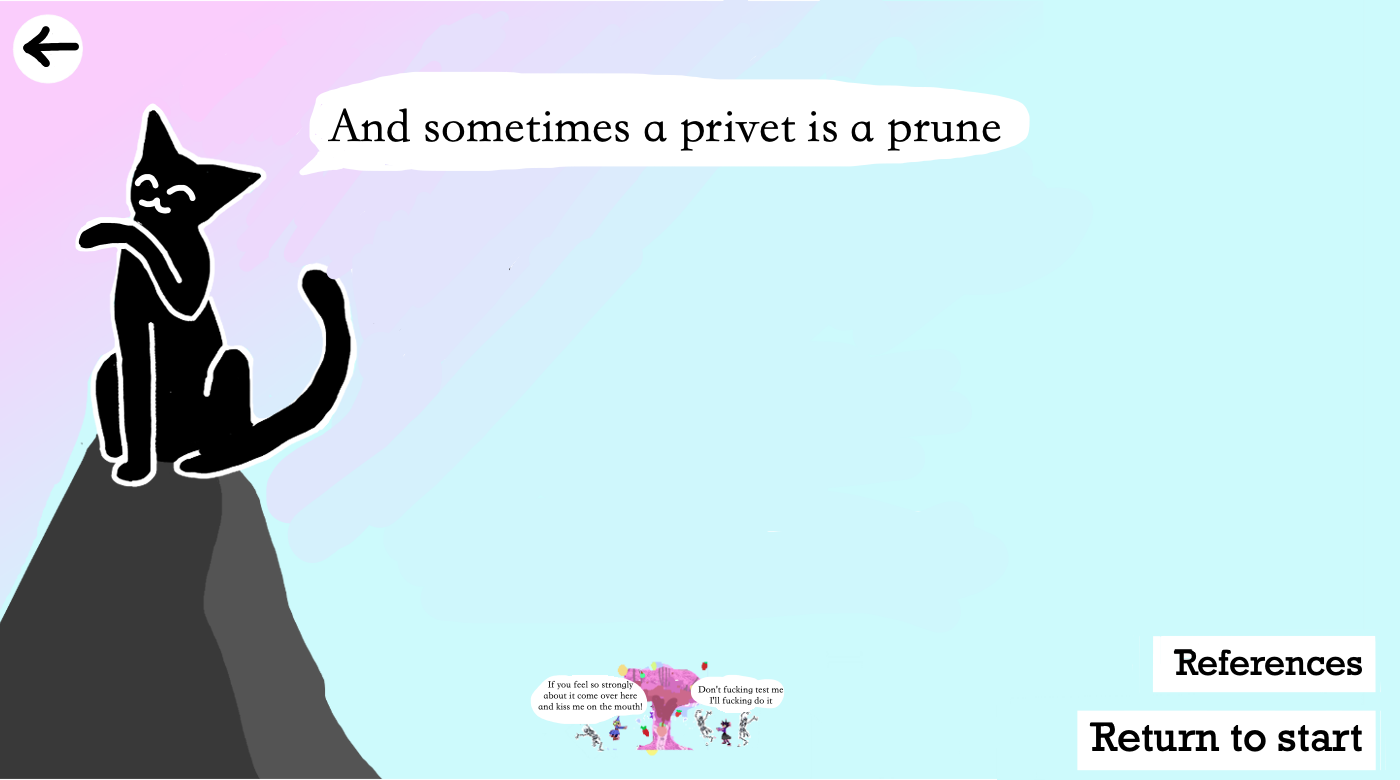 And sometimes a privet is a prune
If you feel so strongly
about it come over here
and kiss me on the mouth!
Don't fucking test me
I'll fucking do it
References
Return to start